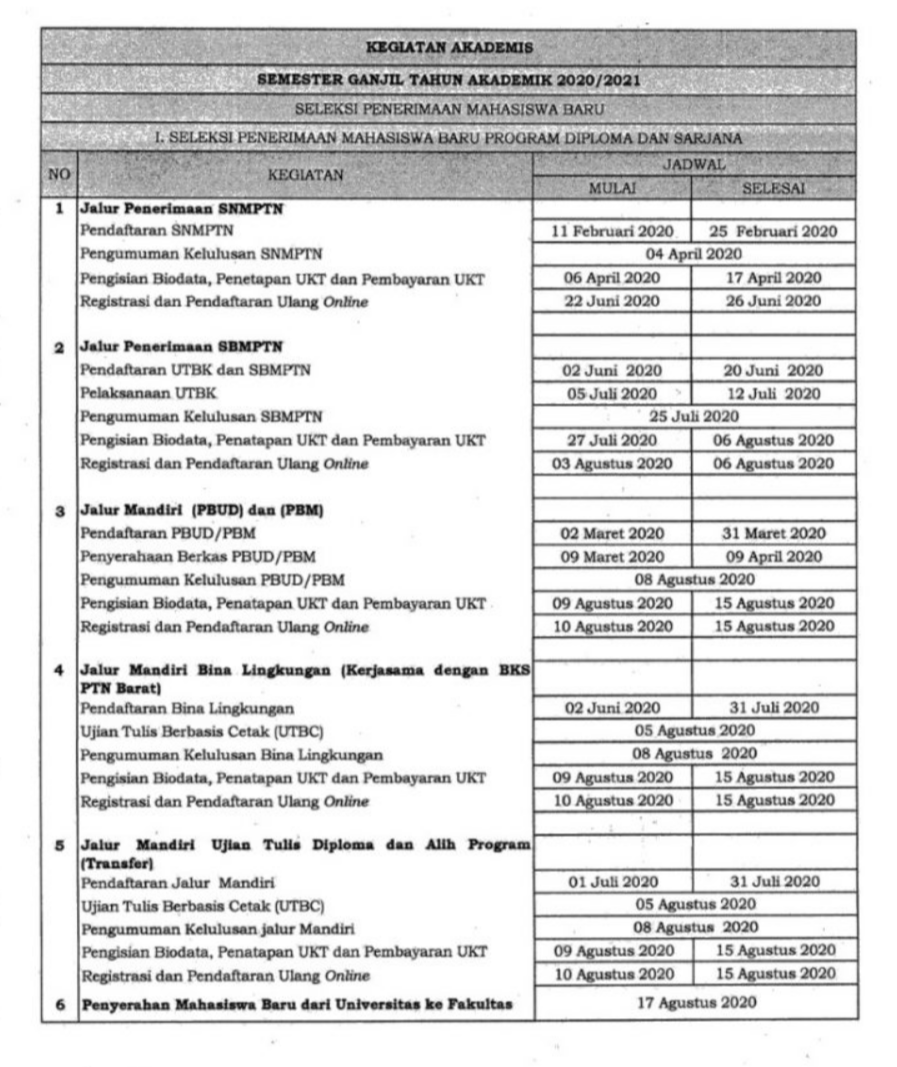 KEGIATAN AKADEMIS
SEMESTER GANJIL TAHUN AKADEMIK 2020/2021
SELEKSI PENERIMAAN MAHASISWA BARU
I. SELEKSI PENERIMAAN MAHASISWA BARU PROGRAM DIPLOMA DAN SARJANA
NO KEGIATAN JADWAL
MULAI SELESAI
1 Jalur Penerimaan SNMPTN
Pendaftaran SNMPTN 11 Februari 2020 25 Februari 2020
Pengumuman Kelulusan SNMPTN 04 April 2020
Pengisian Biodata, Penetapan UKT dan Pembayaran UKT 06 April 2020 17 April 2020
Registrasi dan Pendaftaran Ulang Online 22 Juni 2020 26 Juni 2020
2 Jalur Penerimaan SBMPTN
Pendaftaran UTBK dan SBMPTN 02 Juni 2020 20 Juni 2020
Pelaksanaan UTBK 05 Juli 2020 12 Juli 2020
Pengumuman Kelulusan SBMPTN 25 Juli 2020
Pengisian Biodata, Penatapan UKT dan Pembayaran UKT 27 Juli 2020 06 Agustus 2020
Registrasi dan Pendaftaran Ulang Online 03 Agustus 2020 06 Agustus 2020
3 Jalur Mandiri (PBUD) dan (PBM)
Pendaftaran PBUD/PBM 02 Maret 2020 31 Maret 2020
Penyerahaan Berkas PBUD/PBM 09 Maret 2020 09 April 2020
Pengumuman Kelulusan PBUD/PBM 08 Agustus 2020
Pengisian Biodata, Penatapan UKT dan Pembayaran UKT 09 Agustus 2020 15 Agustus 2020
Registrasi dan Pendaftaran Ulang Online 10 Agustus 2020 15 Agustus 2020
4 Jalur Mandiri Bina Lingkungan (Kerjasama dengan BKS
PTN Barat)
Pendaftaran Bina Lingkungan 02 Juni 2020 31 Juli 2020
Ujian Tulis Berbasis Cetak (UTBC) 05 Agustus 2020
Pengumuman Kelulusan Bina Lingkungan 08 Agustus 2020
Pengisian Biodata, Penatapan UKT dan Pembayaran UKT 09 Agustus 2020 15 Agustus 2020
Registrasi dan Pendaftaran Ulang Online 10 Agustus 2020 15 Agustus 2020
5 Jalur Mandiri Ujian Tulis Diploma dan Alih Program
(Transfer)
Pendaftaran Jalur Mandiri 01 Juli 2020 31 Juli 2020
Ujian Tulis Berbasis Cetak (UTBC) 05 Agustus 2020
Pengumuman Kelulusan jalur Mandiri 08 Agustus 2020
Pengisian Biodata, Penatapan UKT dan Pembayaran UKT 09 Agustus 2020 15 Agustus 2020
Registrasi dan Pendaftaran Ulang Online 10 Agustus 2020 15 Agustus 2020
6 Penyerahan Mahasiswa Baru dari Universitas ke Fakultas 17 Agustus 2020